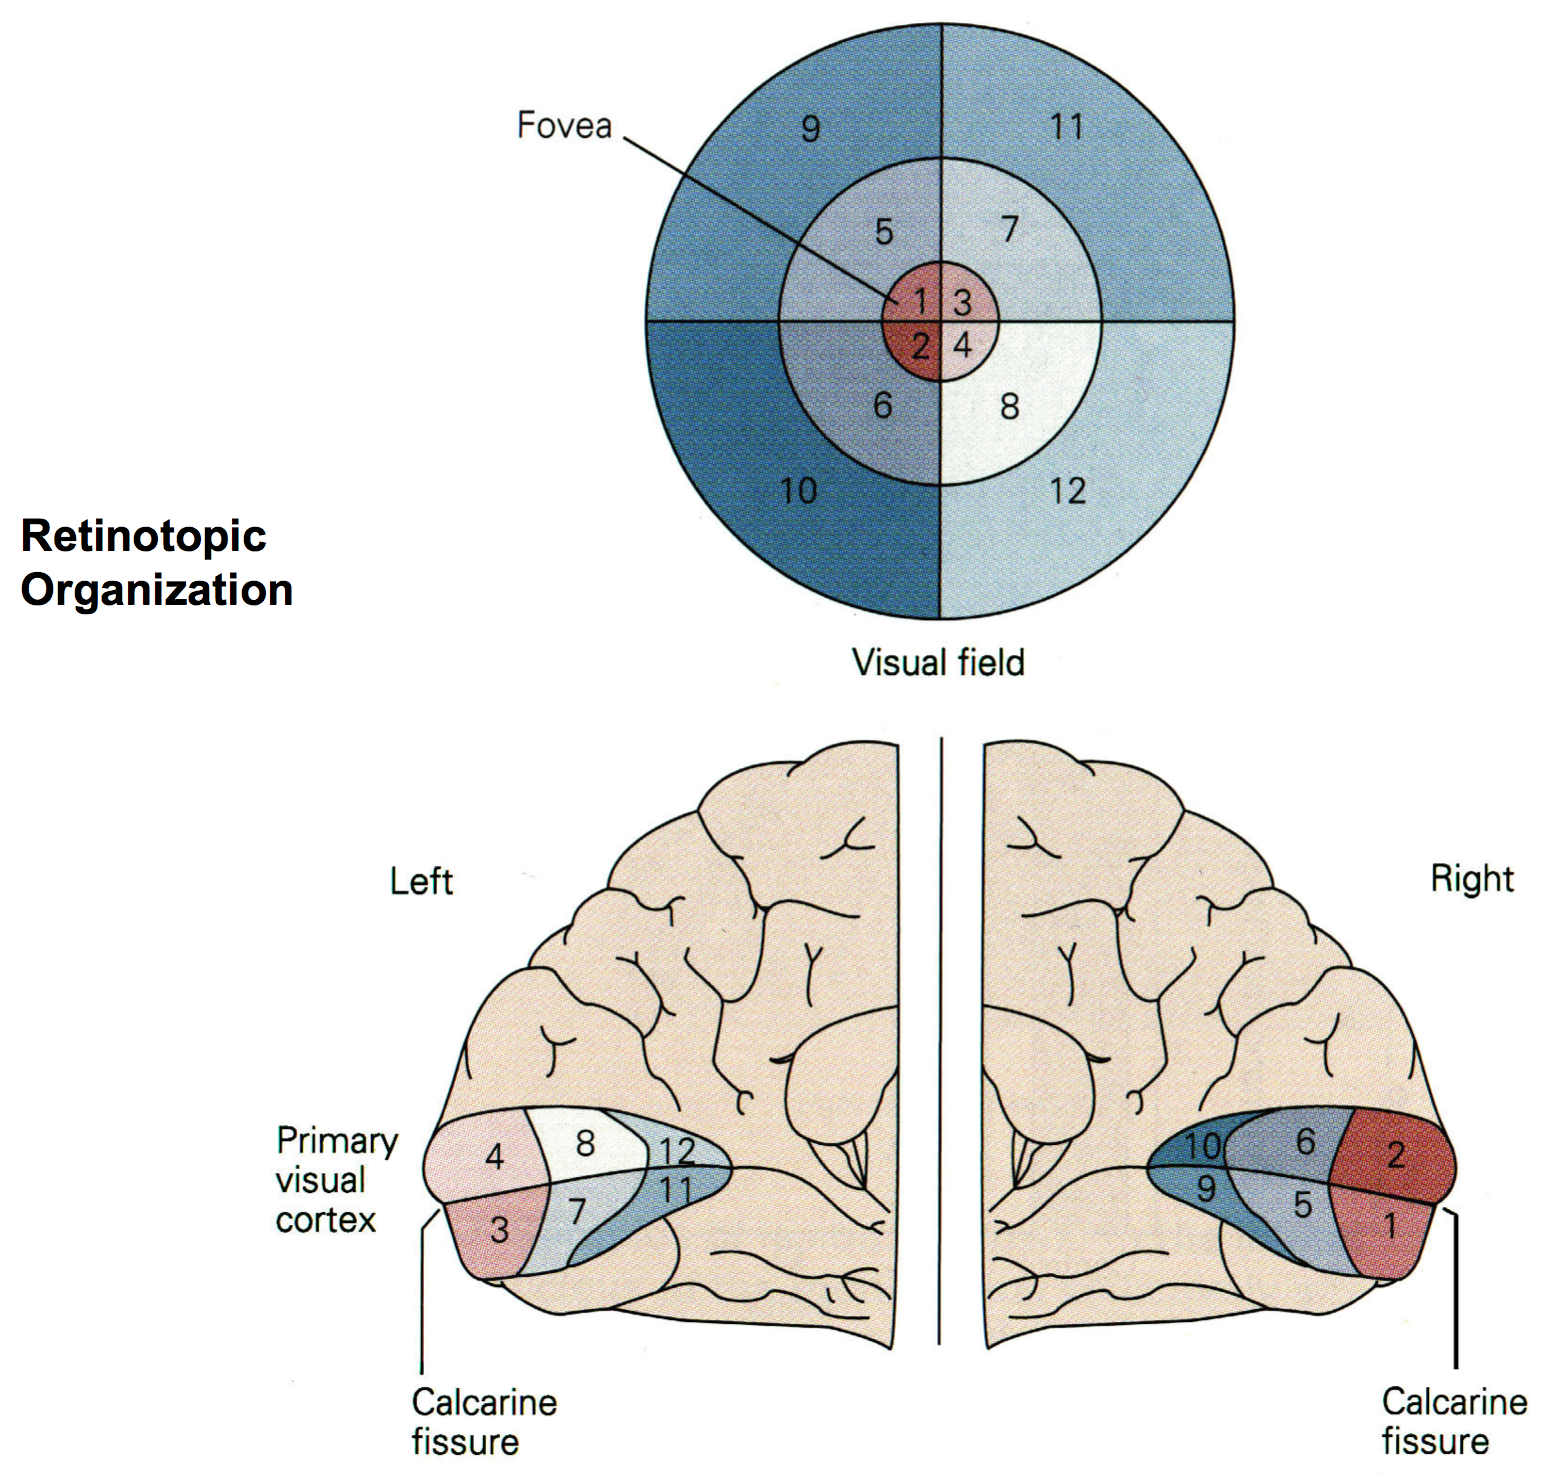 Fovea
9
11
5
7
1
3
2
4
6
8
10
12
Retinotopic
Organization
Visual field
Left
Right
Primary
visual
cortex
4
8
12
3
7
11
10
6
2
9
5
1
Calcarine
fissure
Calcarine
fissure